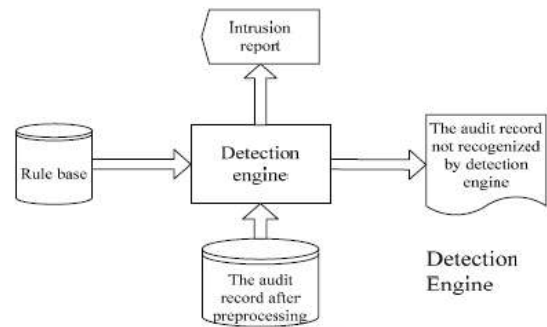 Intrusion
report
Rule base
Detection
engine
The audit record
not recogenized
by detection
engine
The audit
record after
preprocessing
Detection
Engine